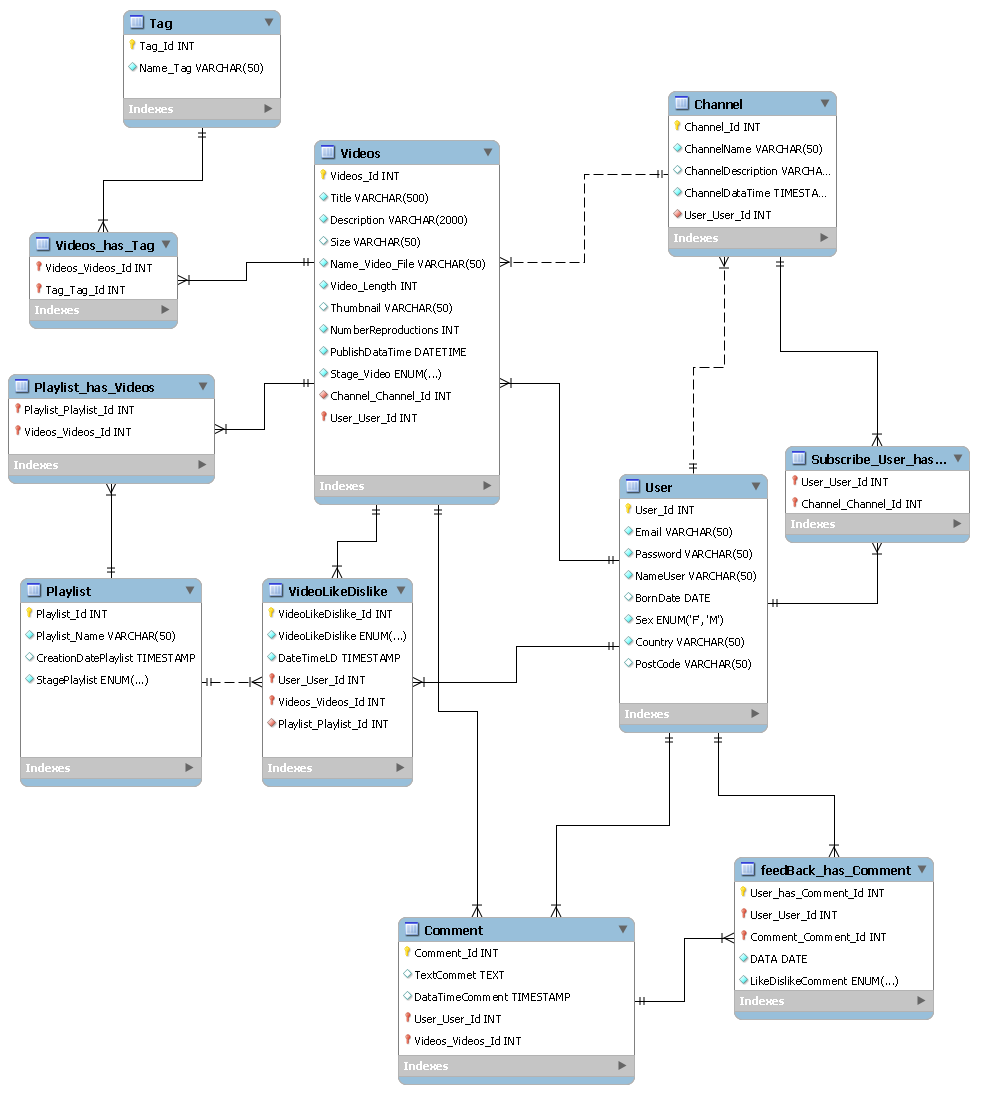 Tag
Tag_Id INT
Name_Tag VARCHAR(50)
Indexes
Channel
Channel_Id INT
ChannelName VARCHAR(50)
ChannelDescription VARCHA...
ChannelDataTime TIMESTA...
User_User_Id INT
Indexes
Videos
Videos_Id INT
Title VARCHAR(500)
Description VARCHAR(2000)
Size VARCHAR(50)
Name_Video_File VARCHAR(50)
Video_Length INT
Thumbnail VARCHAR(50)
NumberReproductions INT
PublishDataTime DATETIME
Stage_Video ENUM(...)
Channel_Channel_Id INT
User_User_Id INT
Indexes
Videos_has_Tag
Videos_Videos_Id INT
Tag_Tag_Id INT
Indexes
Playlist_has_Videos
Playlist_Playlist_Id INT
Videos_Videos_Id INT
Indexes
Subscribe_User_has...
User_User_Id INT
Channel_Channel_Id INT
Indexes
User
User_Id INT
Email VARCHAR(50)
Password VARCHAR(50)
NameUser VARCHAR(50)
BornDate DATE
Sex ENUM('F', 'M')
Country VARCHAR(50)
PostCode VARCHAR(50)
Indexes
Playlist
Playlist_Id INT
Playlist_Name VARCHAR(50)
CreationDatePlaylist TIMESTAMP
StagePlaylist ENUM(...)
Indexes
VideoLikeDislike
VideoLikeDislike_Id INT
VideoLikeDislike ENUM(...)
DateTimeLD TIMESTAMP
User_User_Id INT
Videos_Videos_Id INT
Playlist_Playlist_Id INT
Indexes
feedBack_has_Comment
User_has_Comment_Id INT
User_User_Id INT
Comment_Comment_Id INT
DATA DATE
LikeDislikeComment ENUM(...)
Indexes
Comment
Comment_Id INT
TextCommet TEXT
DataTimeComment TIMESTAMP
User_User_Id INT
Videos_Videos_Id INT
Indexes